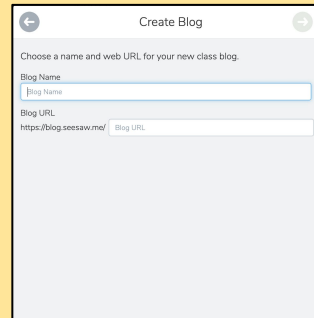 Create Blog
Choose a name and web URL for your new class blog.
Blog Name
Blog Name
Blog URL
https://blog.seesaw.me/ Blog URL